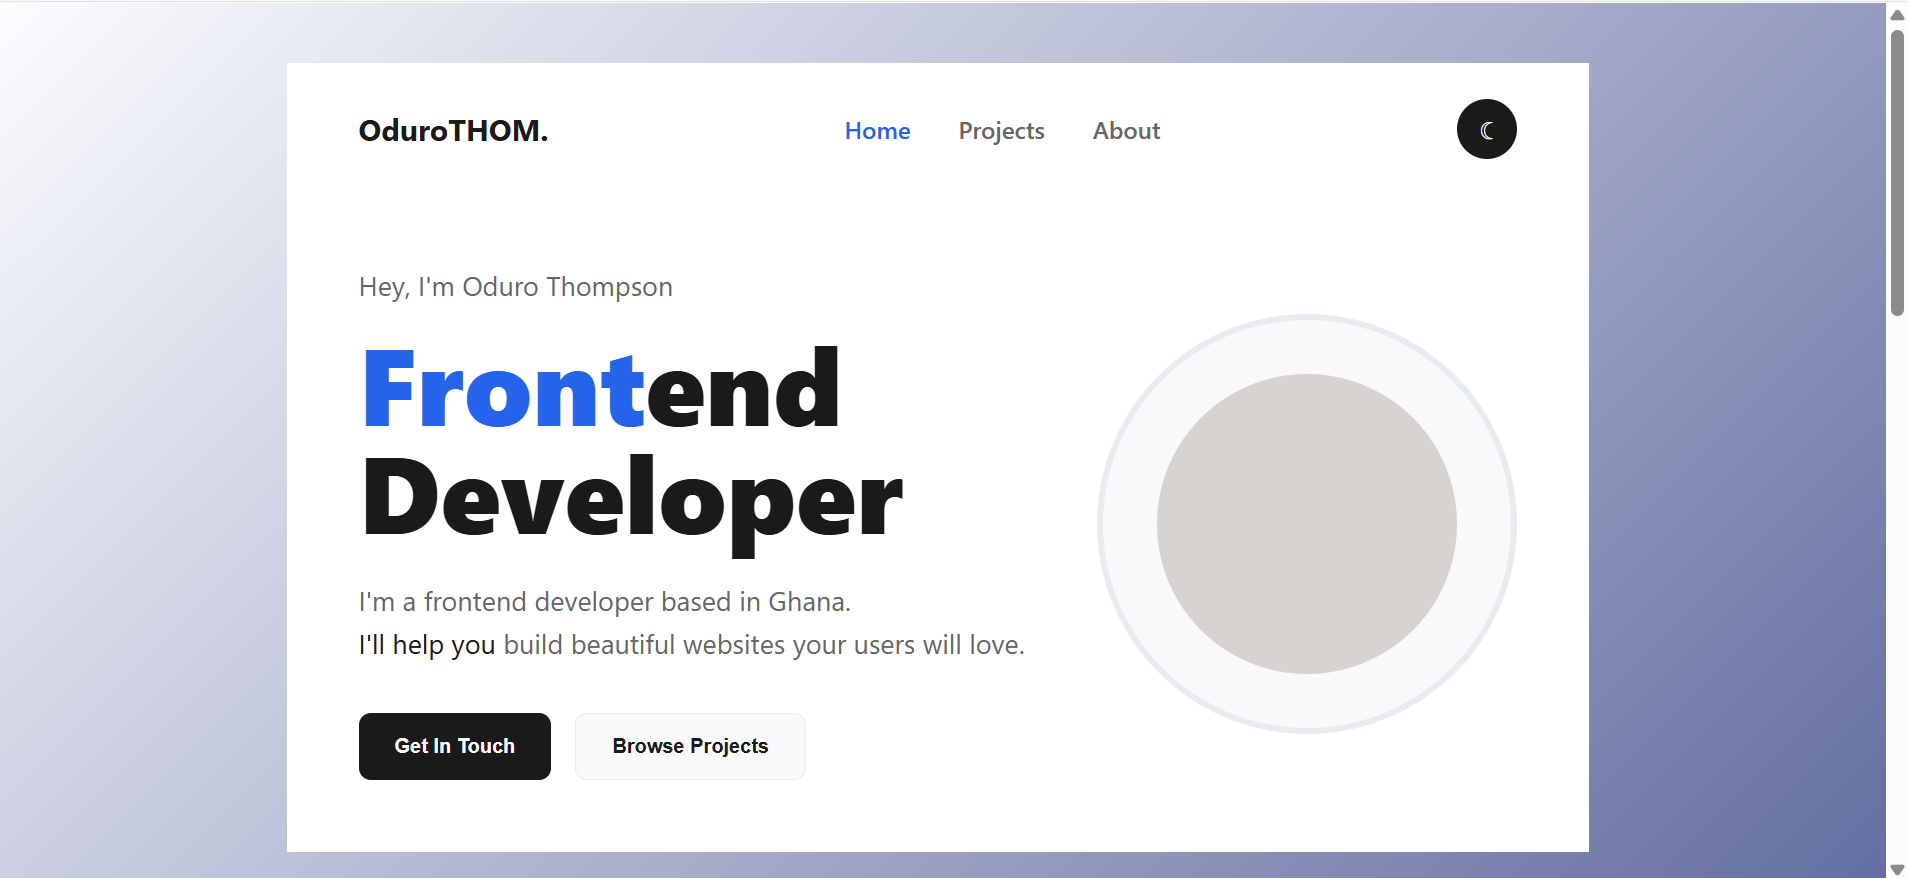 OduroTHOM.
Home Projects About
Hey, I'm Oduro Thompson
Frontend
Developer
I'm a frontend developer based in Ghana.
I'll help you build beautiful websites your users will love.
Get In Touch Browse Projects